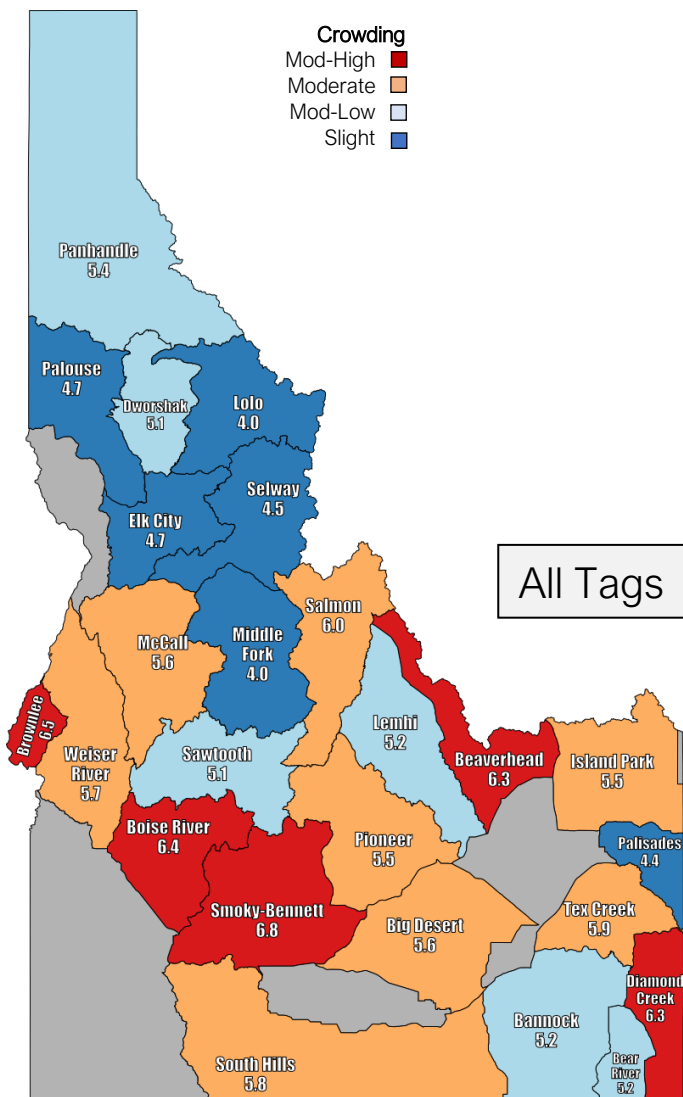 Crowding
Mod-High
Moderate
Mod-Low
Slight
Panhandle
5.4
Palouse
4.7
Dworshak
5.1
Lolo
4.0
Selway
4.5
Elk City
4.7
All Tags
Salmon
6.0
McCall
5.6
Middle
Fork
4.0
Brownlee
6.5
Weiser
River
5.7
Sawtooth
5.1
Lemhi
5.2
Beaverhead
6.3
Island Park
5.5
Boise River
6.4
Pioneer
5.5
Palisades
4.4
Smoky-Bennett
6.8
Big Desert
5.6
Tex Creek
5.9
Diamond
Creek
6.3
Bannock
5.2
South Hills
5.8
Bear
River
5.2